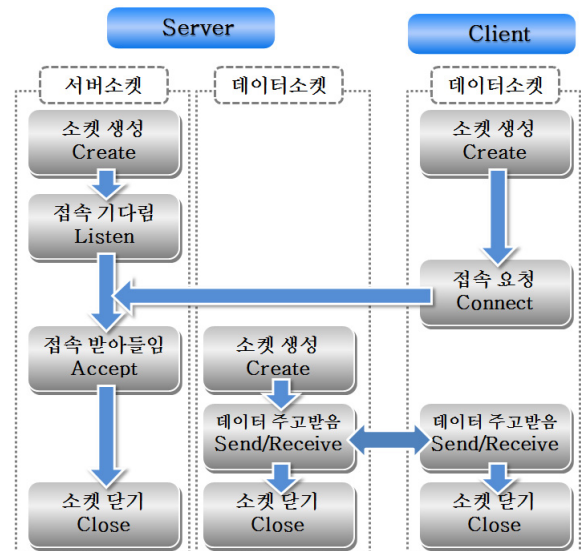 Server
Client
서버소켓
데이터소켓
데이터소켓
소켓 생성
Create
소켓 생성
Create
접속 기다림
Listen
접속 요청
Connect
접속 받아들임
Accept
소켓 생성
Create
데이터 주고받음
Send/Receive
데이터 주고받음
Send/Receive
소켓 닫기
Close
소켓 닫기
Close
소켓 닫기
Close